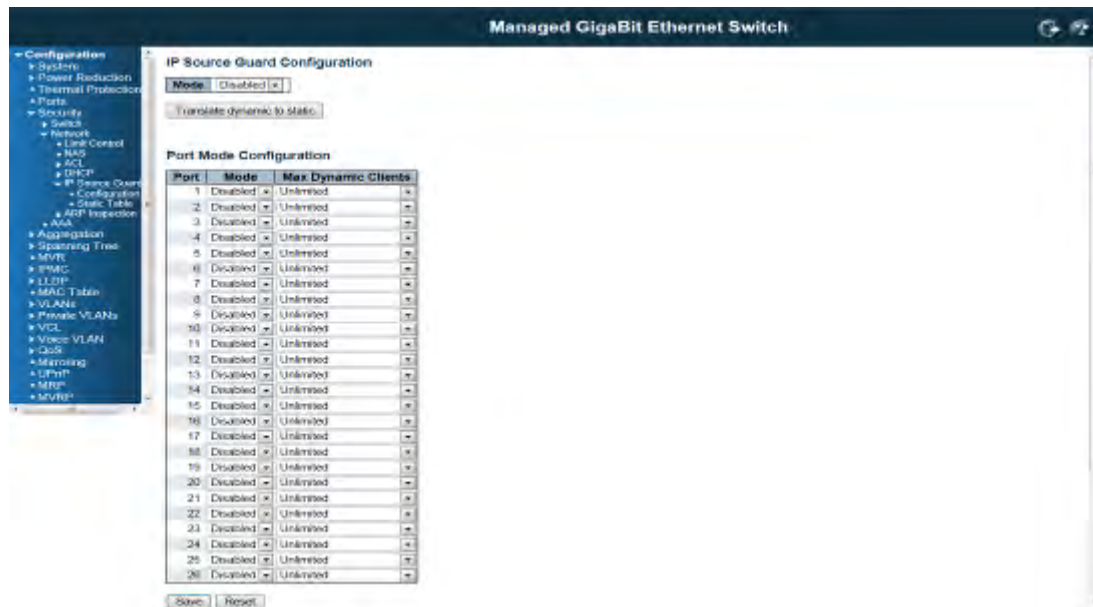 Managed GigaBit Ethernet Switch
Configuration
System
Power Reduction
Thermal Protection
Ports
Security
Switch
Network
Limit Control
NAS
ACL
DHCP
IP Source Guard
Configuration
Static Table
ARP Inspection
AAA
Aggregation
Spanning Tree
MVR
IPMC
LLDP
MAC Table
VLANs
Private VLANs
VCL
Voice VLAN
QoS
Mirroring
UPnP
MRP
MVRP
IP Source Guard Configuration
Mode Disabled
Translate dynamic to static
Port Mode Configuration
Port Mode Max Dynamic Clients
1 Disabled Unlimited
2 Disabled Unlimited
3 Disabled Unlimited
4 Disabled Unlimited
5 Disabled Unlimited
6 Disabled Unlimited
7 Disabled Unlimited
8 Disabled Unlimited
9 Disabled Unlimited
10 Disabled Unlimited
11 Disabled Unlimited
12 Disabled Unlimited
13 Disabled Unlimited
14 Disabled Unlimited
15 Disabled Unlimited
16 Disabled Unlimited
17 Disabled Unlimited
18 Disabled Unlimited
19 Disabled Unlimited
20 Disabled Unlimited
21 Disabled Unlimited
22 Disabled Unlimited
23 Disabled Unlimited
24 Disabled Unlimited
25 Disabled Unlimited
26 Disabled Unlimited
Save Reset